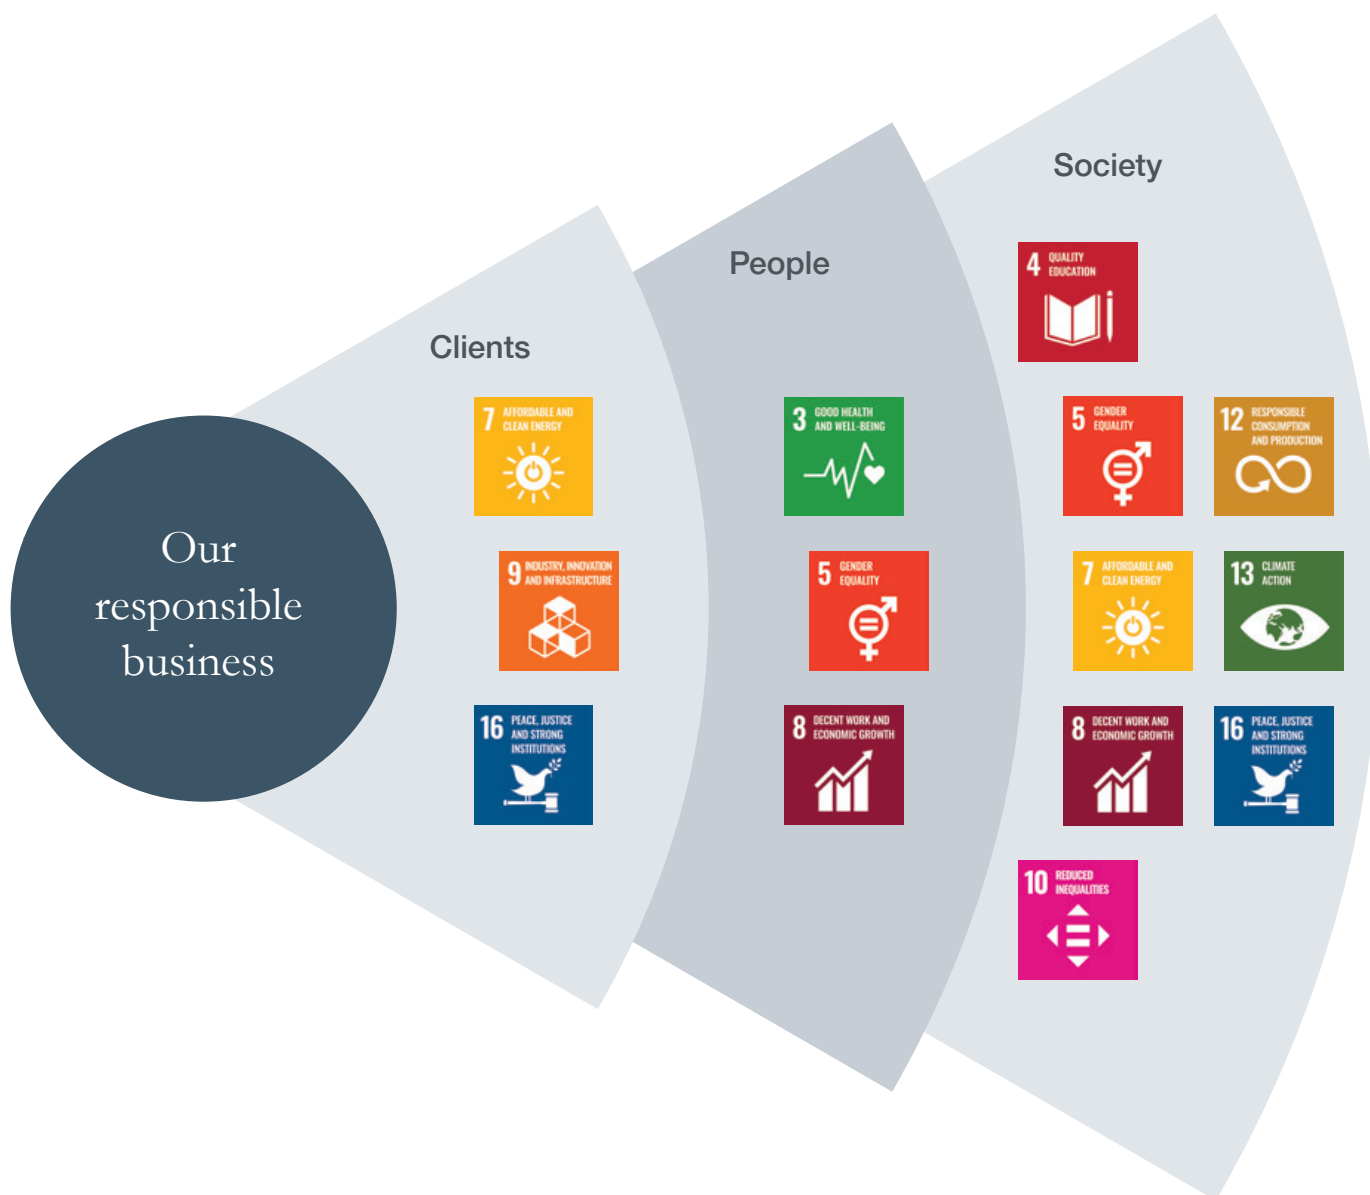 Our
responsible
business
Clients
7 AFFORDABLE AND
CLEAN ENERGY
9 INDUSTRY, INNOVATION
AND INFRASTRUCTURE
16 PEACE, JUSTICE
AND STRONG
INSTITUTIONS
People
3 GOOD HEALTH
AND WELL-BEING
5 GENDER
EQUALITY
8 DECENT WORK AND
ECONOMIC GROWTH
Society
4 QUALITY
EDUCATION
5 GENDER
EQUALITY
12 RESPONSIBLE
CONSUMPTION
AND PRODUCTION
7 AFFORDABLE AND
CLEAN ENERGY
13 CLIMATE
ACTION
8 DECENT WORK AND
ECONOMIC GROWTH
16 PEACE, JUSTICE
AND STRONG
INSTITUTIONS
10 REDUCED
INEQUALITIES